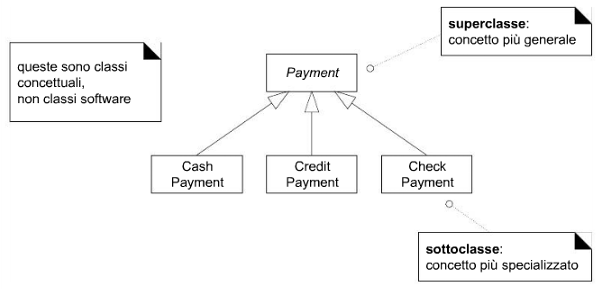 superclasse:
concetto più generale
queste sono classi
concettuali,
non classi software
Payment
Cash
Payment
Credit
Payment
Check
Payment
sottoclasse:
concetto più specializzato